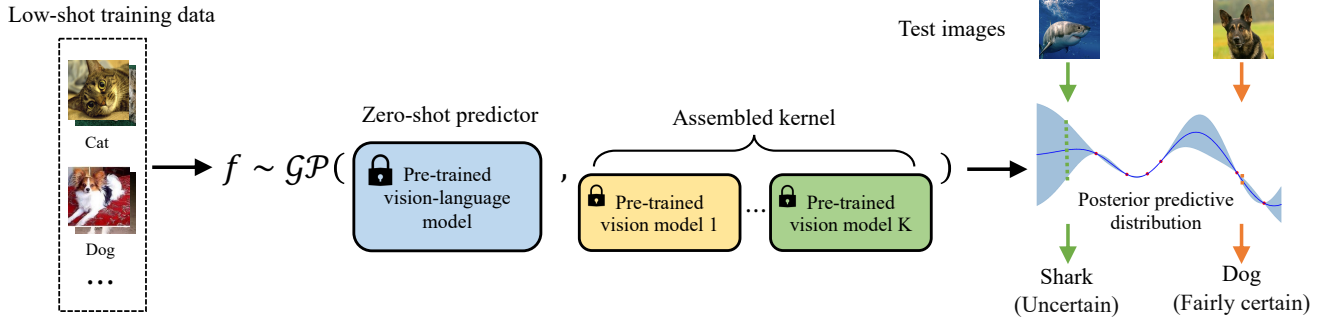 Low-shot training data
Cat
Dog
...
f ~ GP(
Zero-shot predictor
Pre-trained
vision-language
model
,
Assembled kernel
Pre-trained
vision model 1
...
Pre-trained
vision model K
)
Test images
Posterior predictive
distribution
Shark
(Uncertain)
Dog
(Fairly certain)